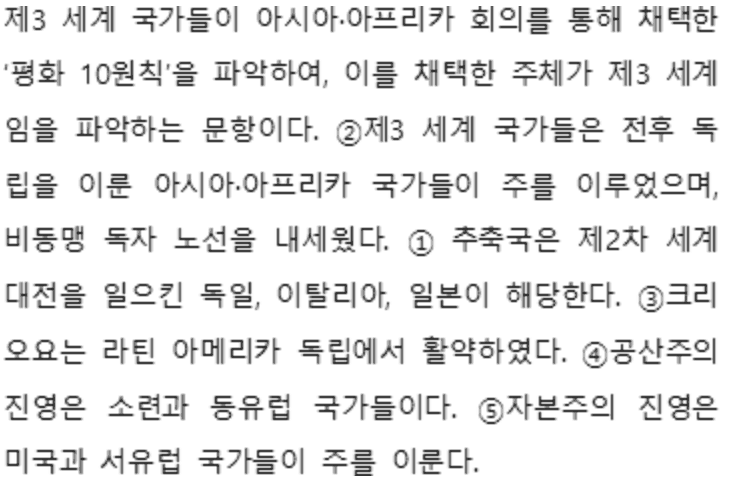 제3 세계 국가들이 아시아·아프리카 회의를 통해 채택한
‘평화 10원칙’을 파악하여, 이를 채택한 주체가 제3 세계
임을 파악하는 문항이다. ②제3 세계 국가들은 전후 독
립을 이룬 아시아·아프리카 국가들이 주를 이루었으며,
비동맹 독자 노선을 내세웠다. ① 추축국은 제2차 세계
대전을 일으킨 독일, 이탈리아, 일본이 해당한다. ③크리
오요는 라틴 아메리카 독립에서 활약하였다. ④공산주의
진영은 소련과 동유럽 국가들이다. ⑤자본주의 진영은
미국과 서유럽 국가들이 주를 이룬다.